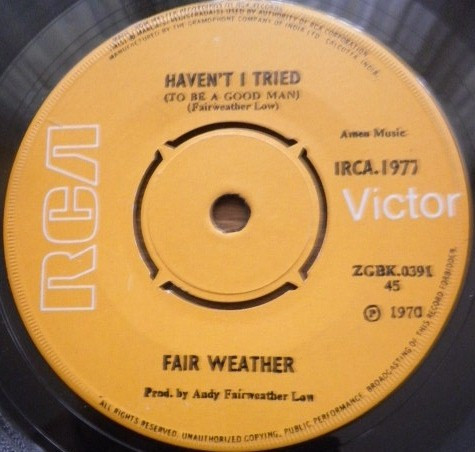 MANUFACTURED BY THE GRAMOPHONE COMPANY OF INDIA LTD. CALCUTTA, INDIA.
HAVEN'T I TRIED
(TO BE A GOOD MAN)
(Fairweather Low)
Amen Music
IRCA.1977
RCA
Victor
ZGBK.0391
45
℗ 1970
FAIR WEATHER
Prod. by Andy Fairweather Low
ALL RIGHTS RESERVED. UNAUTHORIZED COPYING, PUBLIC PERFORMANCE, BROADCASTING OF THIS RECORD FORBIDDEN.